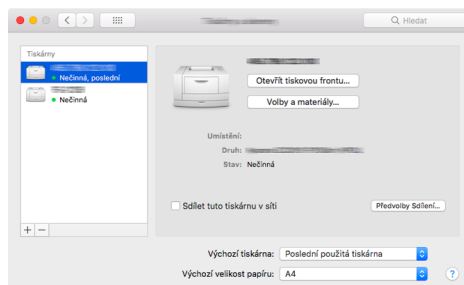 Hledat
Tiskárny
Nečinná, poslední
Nečinná
Otevřít tiskovou frontu...
Volby a materiály...
Umístění:
Druh:
Stav: Nečinná
Sdílet tuto tiskárnu v síti
Předvolby Sdílení...
+ −
Výchozí tiskárna: Poslední použitá tiskárna
Výchozí velikost papíru: A4
?